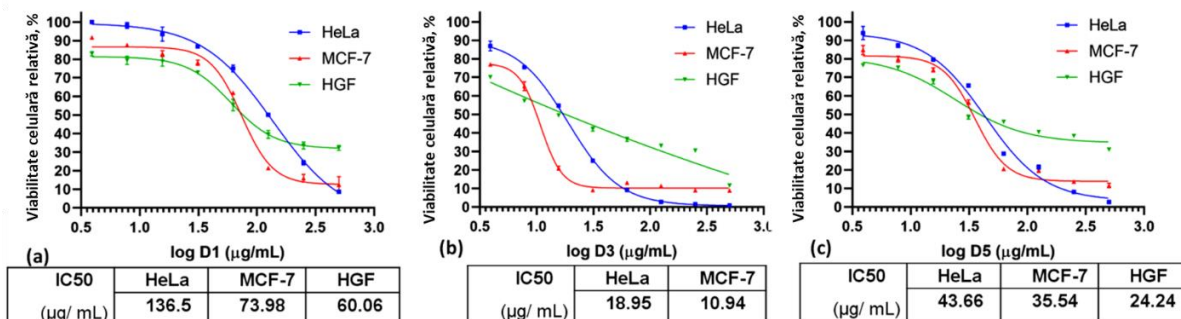 Viabilitate celulară relativă, %
100
90
80
70
60
50
40
30
20
10
0
0.5 1.0 1.5 2.0 2.5 3.0
HeLa
MCF-7
HGF
(a)
log D1 (µg/mL)
IC50 HeLa MCF-7 HGF
(µg/ mL) 136.5 73.98 60.06
Viabilitate celulară relativă, %
100
90
80
70
60
50
40
30
20
10
0
0.5 1.0 1.5 2.0 2.5 3.0
HeLa
MCF-7
HGF
(b)
log D3 (µg/mL)
IC50 HeLa MCF-7
(µg/ mL) 18.95 10.94
Viabilitate celulară relativă, %
100
90
80
70
60
50
40
30
20
10
0
0.5 1.0 1.5 2.0 2.5 3.0
HeLa
MCF-7
HGF
(c)
log D5 (µg/mL)
IC50 HeLa MCF-7 HGF
(µg/ mL) 43.66 35.54 24.24